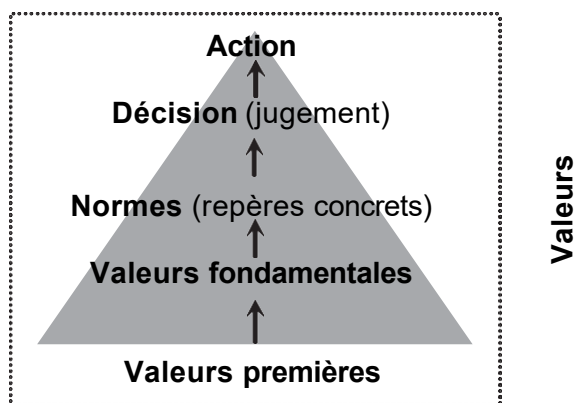 Action
Décision (jugement)
Normes (repères concrets)
Valeurs fondamentales
Valeurs premières
Valeurs